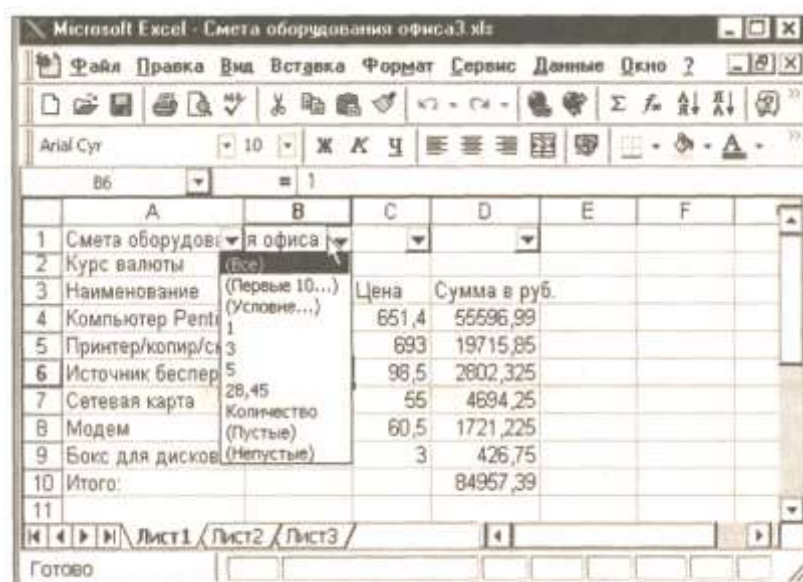 Microsoft Excel - Смета оборудования офиса3.xls
Файл Правка Вид Вставка Формат Сервис Данные Окно ?
Arial Cyr 10 Ж К Ч
B6 = 1
A B C D E F
1 Смета оборудова я офиса
2 Курс валюты
3 Наименование Цена Сумма в руб.
4 Компьютер Penti 651,4 55596,99
5 Принтер/копир/ск 693 19715,85
6 Источник беспер 98,5 2802,325
7 Сетевая карта 55 4694,25
8 Модем 60,5 1721,225
9 Бокс для дисков 3 426,75
10 Итого: 84957,39
11
(Все)
(Первые 10...)
(Условие...)
1
3
5
28,45
Количество
(Пустые)
(Непустые)
Лист1 Лист2 Лист3
Готово